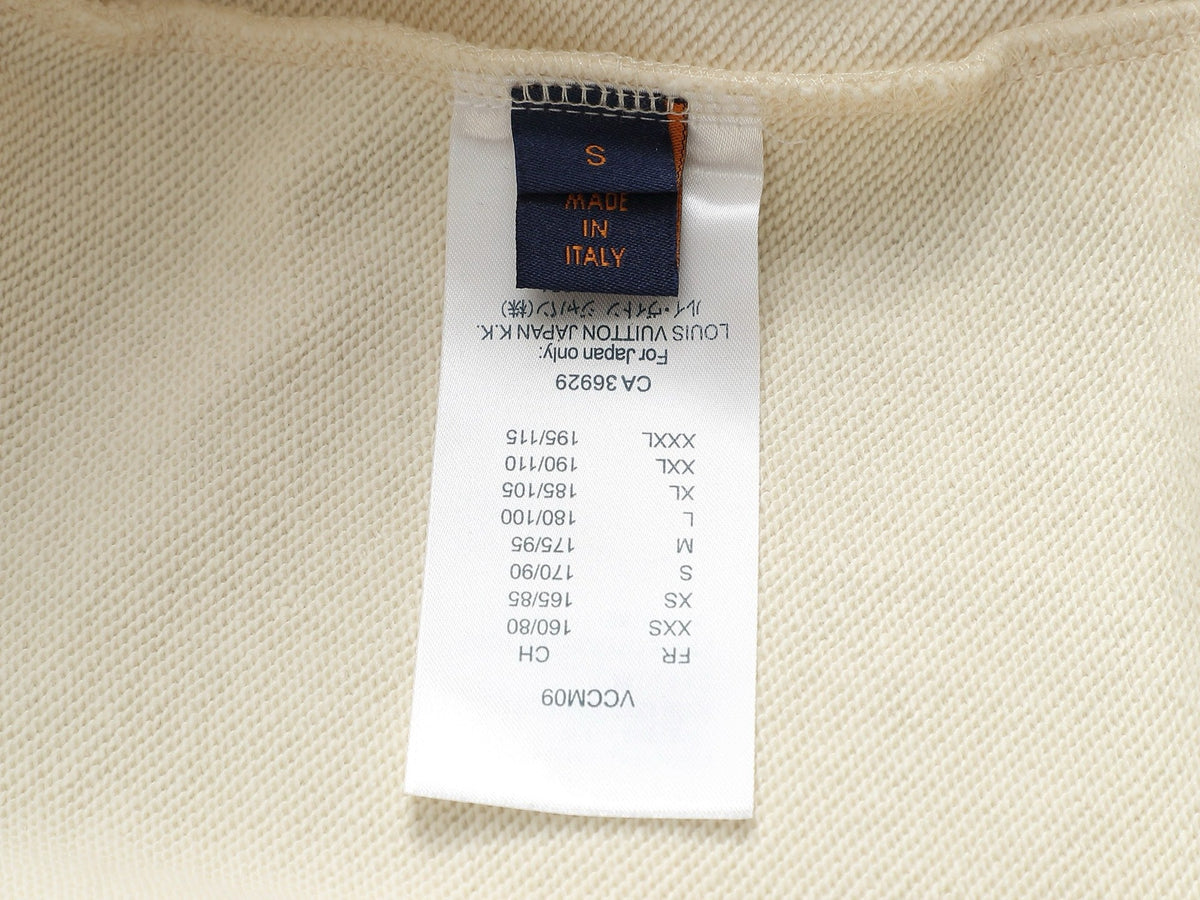 S
MADE
IN
ITALY
VCCM09
FR CH
XXS 160/80
XS 165/85
S 170/90
M 175/95
L 180/100
XL 185/105
XXL 190/110
XXXL 195/115
CA 36929
For Japan only:
LOUIS VUITTON JAPAN K.K.
ルイ・ヴィトン ジャパン(株)